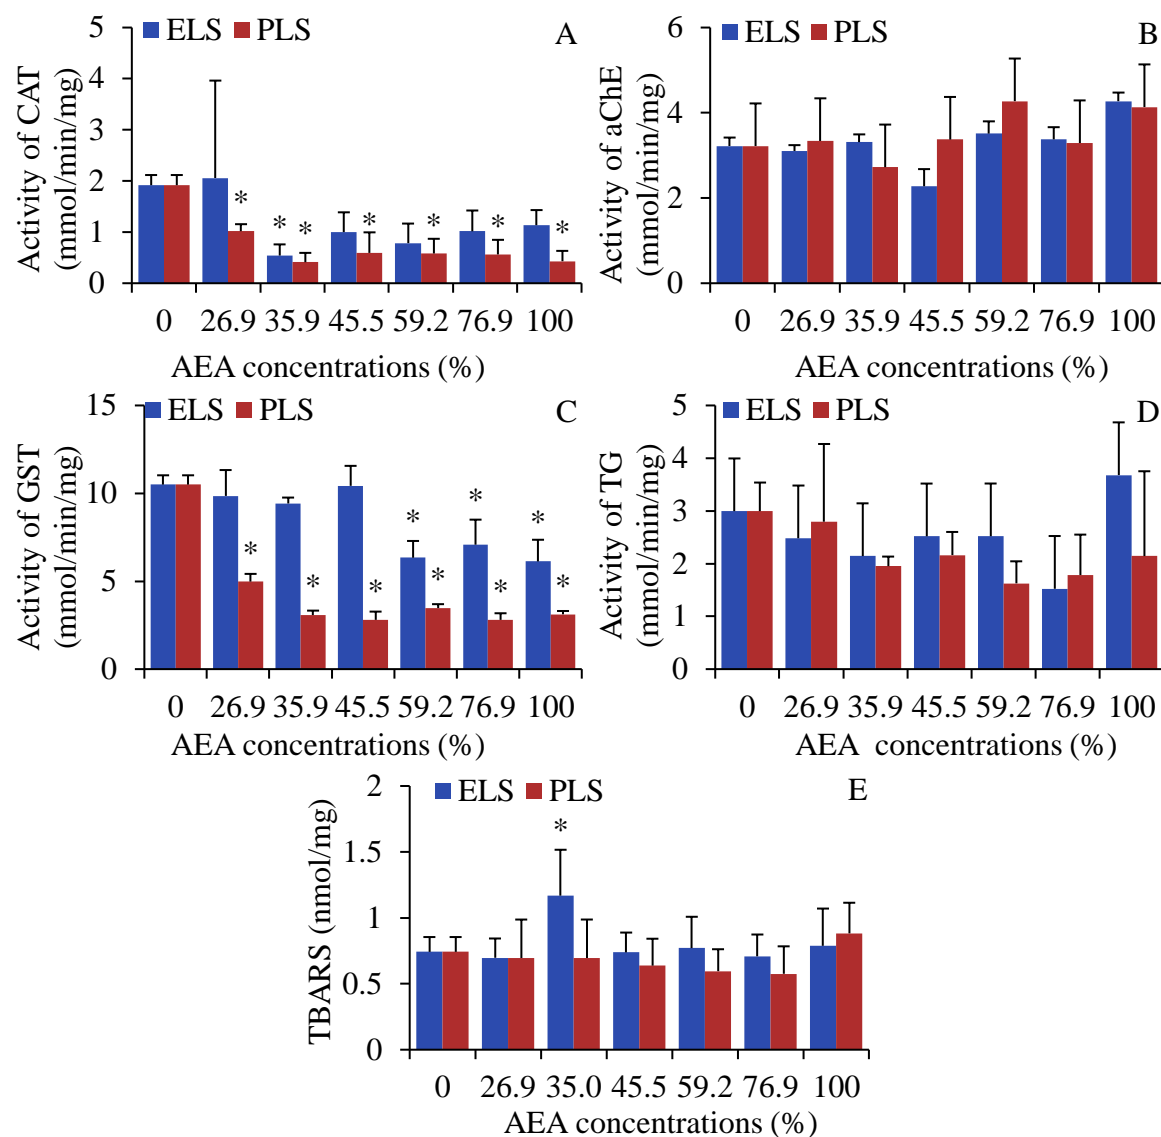 ELS PLS A
Activity of CAT
(mmol/min/mg)
5
4
3
2
1
0
*
* *
*
*
*
*
0 26.9 35.9 45.5 59.2 76.9 100
AEA concentrations (%)
B
ELS PLS
Activity of aChE
(mmol/min/mg)
6
4
2
0
0 26.9 35.9 45.5 59.2 76.9 100
AEA concentrations (%)
ELS PLS C
Activity of GST
(mmol/min/mg)
15
10
5
0
*
*
*
*
*
*
*
*
*
0 26.9 35.9 45.5 59.2 76.9 100
AEA concentrations (%)
ELS PLS D
Activity of TG
(mmol/min/mg)
5
4
3
2
1
0
0 26.9 35.9 45.5 59.2 76.9 100
AEA concentrations (%)
ELS PLS E
TBARS (nmol/mg)
2
1.5
1
0.5
0
*
0 26.9 35.0 45.5 59.2 76.9 100
AEA concentrations (%)